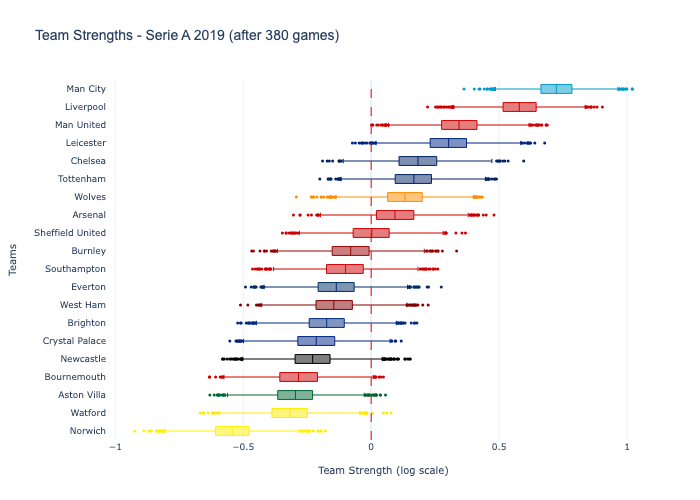 Team Strengths - Serie A 2019 (after 380 games)
Man City
Liverpool
Man United
Leicester
Chelsea
Tottenham
Wolves
Arsenal
Sheffield United
Burnley
Southampton
Everton
West Ham
Brighton
Crystal Palace
Newcastle
Bournemouth
Aston Villa
Watford
Norwich
Teams
−1 −0.5 0 0.5 1
Team Strength (log scale)